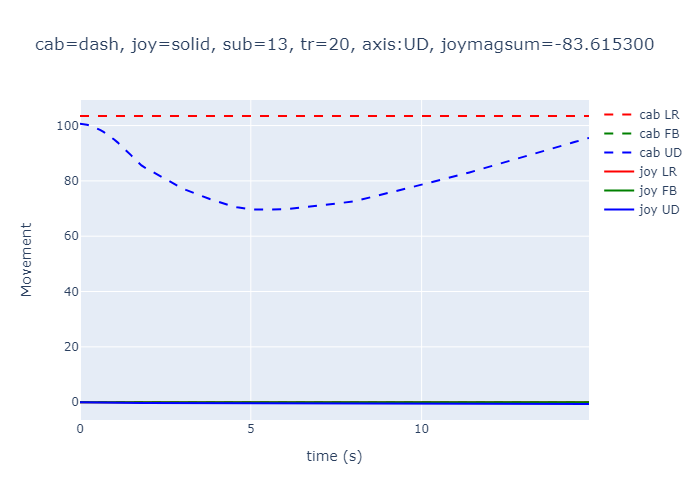 cab=dash, joy=solid, sub=13, tr=20, axis:UD, joymagsum=-83.615300
cab LR
cab FB
cab UD
joy LR
joy FB
joy UD
100
80
60
40
20
0
Movement
0 5 10
time (s)